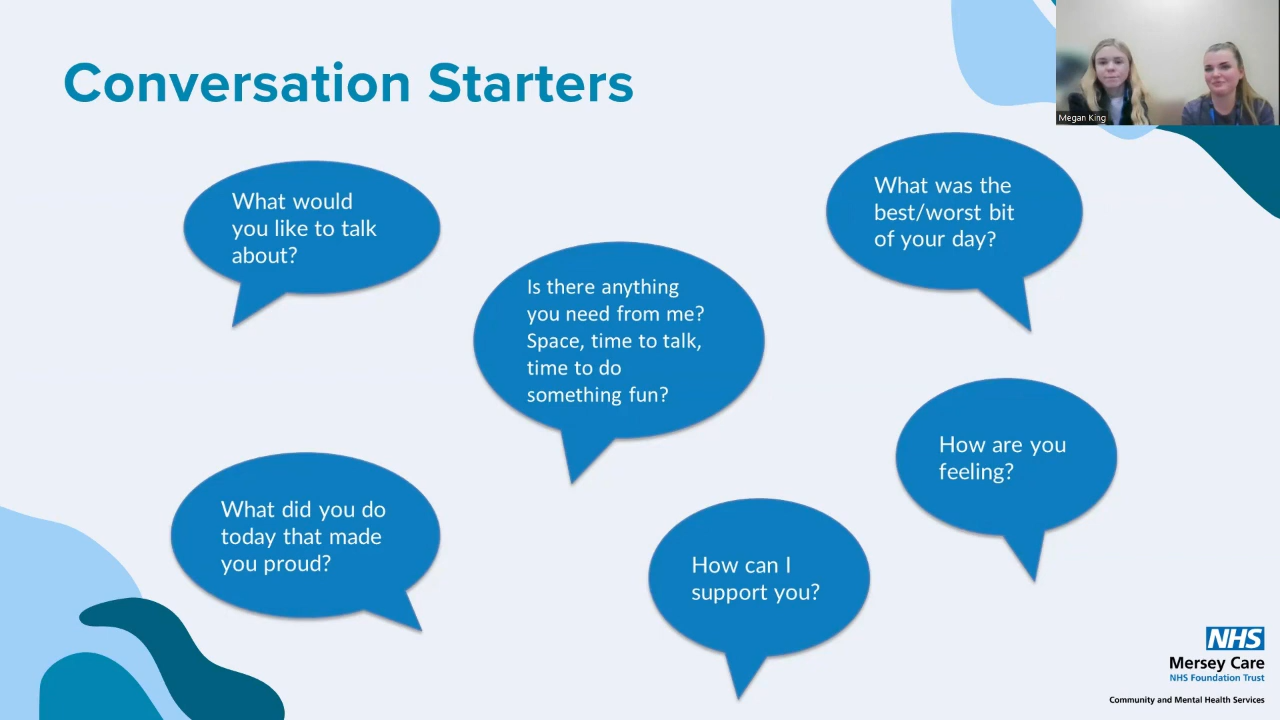 Conversation Starters
Megan King
What would
you like to talk
about?
What was the
best/worst bit
of your day?
Is there anything
you need from me?
Space, time to talk,
time to do
something fun?
How are you
feeling?
What did you do
today that made
you proud?
How can I
support you?
NHS
Mersey Care
NHS Foundation Trust
Community and Mental Health Services